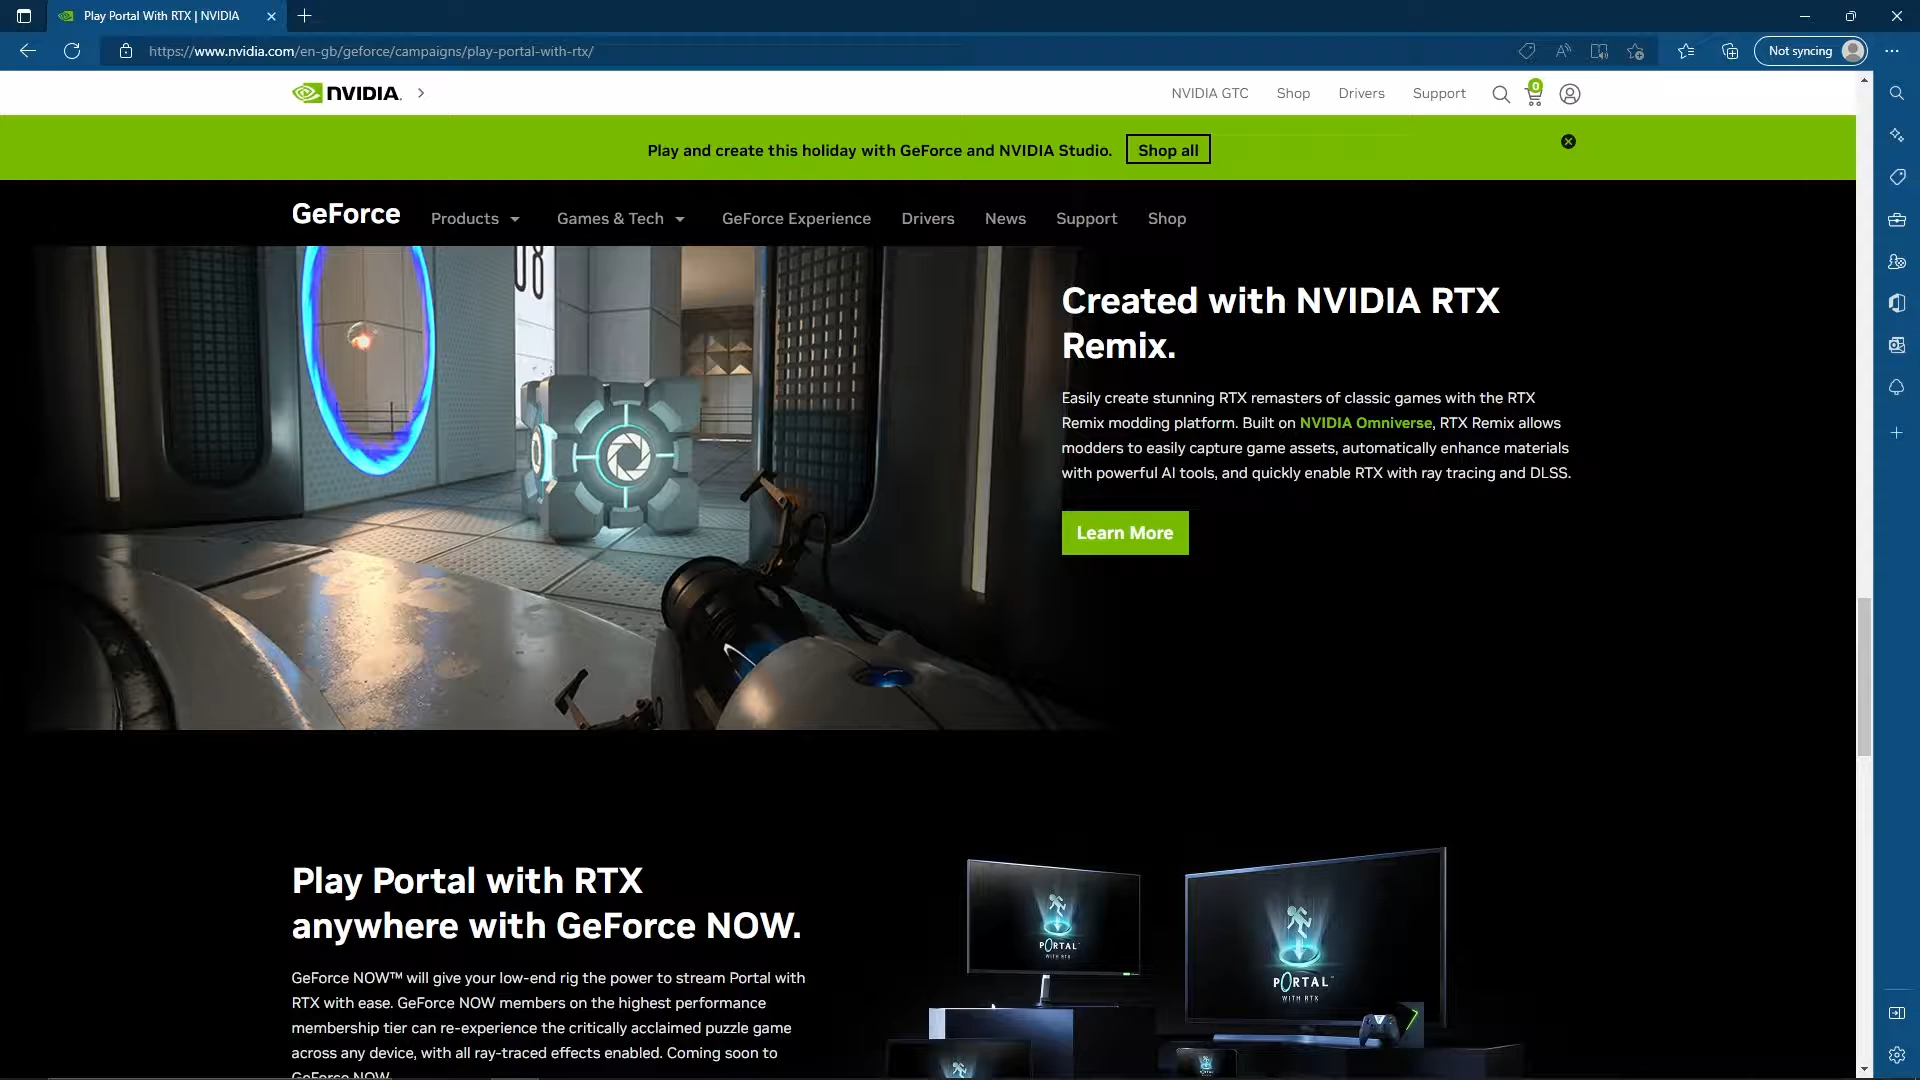 Play Portal With RTX | NVIDIA
https://www.nvidia.com/en-gb/geforce/campaigns/play-portal-with-rtx/
Not syncing
NVIDIA.
NVIDIA GTC
Shop
Drivers
Support
0
Play and create this holiday with GeForce and NVIDIA Studio.
Shop all
GeForce
Products
Games & Tech
GeForce Experience
Drivers
News
Support
Shop
08
Created with NVIDIA RTX
Remix.
Easily create stunning RTX remasters of classic games with the RTX
Remix modding platform. Built on NVIDIA Omniverse, RTX Remix allows
modders to easily capture game assets, automatically enhance materials
with powerful AI tools, and quickly enable RTX with ray tracing and DLSS.
Learn More
Play Portal with RTX
anywhere with GeForce NOW.
GeForce NOW™ will give your low-end rig the power to stream Portal with
RTX with ease. GeForce NOW members on the highest performance
membership tier can re-experience the critically acclaimed puzzle game
across any device, with all ray-traced effects enabled. Coming soon to
GeForce NOW.
PORTAL
WITH RTX
PORTAL™
WITH RTX